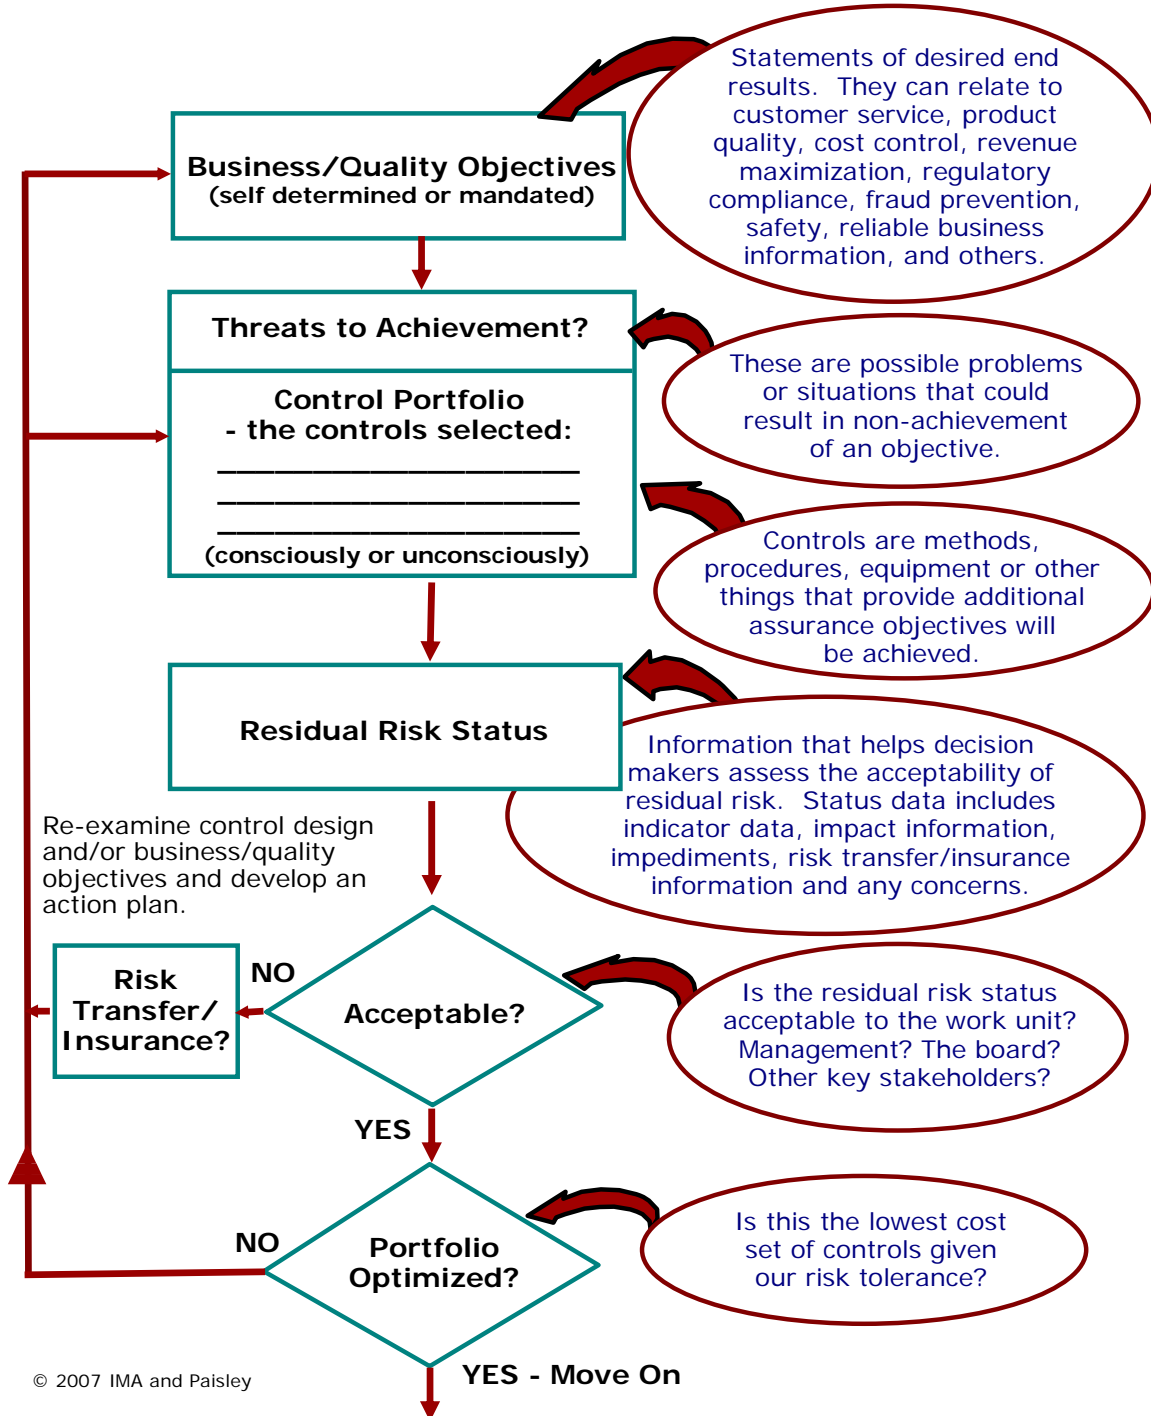 Statements of desired end
results.  They can relate to
customer service, product
quality, cost control, revenue
maximization, regulatory
compliance, fraud prevention,
safety, reliable business
information, and others.
Business/Quality Objectives
(self determined or mandated)
Threats to Achievement?
These are possible problems
or situations that could
result in non-achievement
of an objective.
Control Portfolio
- the controls selected:
____________________
____________________
____________________
(consciously or unconsciously)
Controls are methods,
procedures, equipment or other
things that provide additional
assurance objectives will
be achieved.
Residual Risk Status
Information that helps decision
makers assess the acceptability of
residual risk.  Status data includes
indicator data, impact information,
impediments, risk transfer/insurance
information and any concerns.
Re-examine control design
and/or business/quality
objectives and develop an
action plan.
Risk
Transfer/
Insurance?
NO
Acceptable?
Is the residual risk status
acceptable to the work unit?
Management? The board?
Other key stakeholders?
YES
NO
Portfolio
Optimized?
Is this the lowest cost
set of controls given
our risk tolerance?
YES - Move On
© 2007 IMA and Paisley